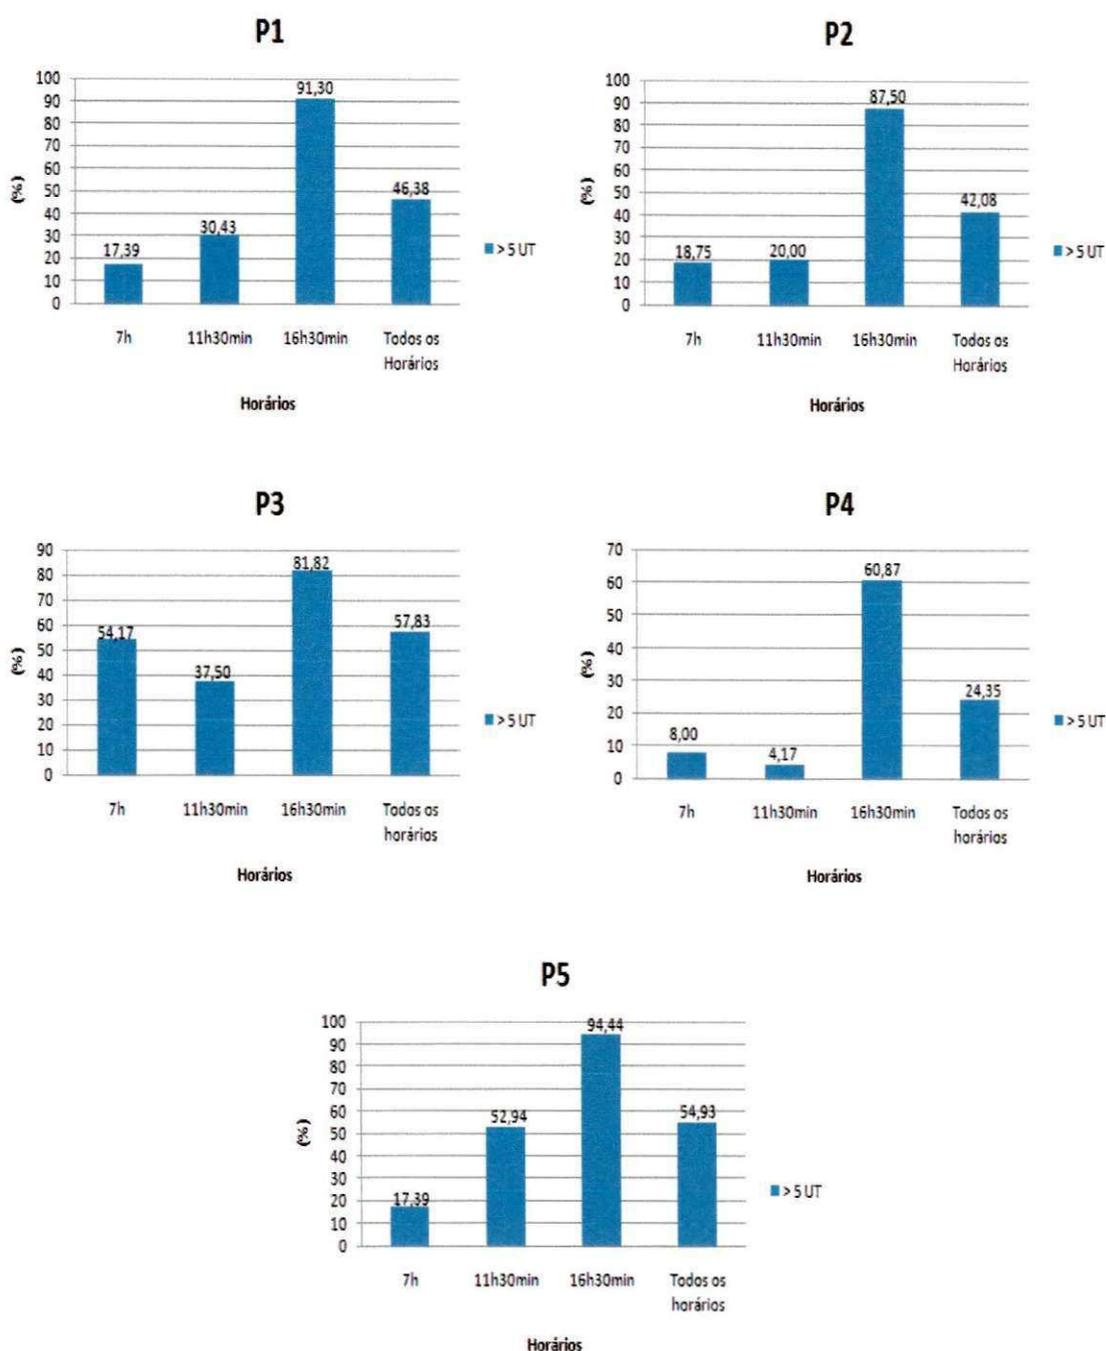 P1
100
90
80
70
60
50
40
30
20
10
0
(%)
17,39
30,43
91,30
46,38
7h
11h30min
16h30min
Todos os
Horários
Horários
> 5 UT
P2
100
90
80
70
60
50
40
30
20
10
0
(%)
18,75
20,00
87,50
42,08
7h
11h30min
16h30min
Todos os
Horários
Horários
> 5 UT
P3
90
80
70
60
50
40
30
20
10
0
(%)
54,17
37,50
81,82
57,83
7h
11h30min
16h30min
Todos os
horários
Horários
> 5 UT
P4
70
60
50
40
30
20
10
0
(%)
8,00
4,17
60,87
24,35
7h
11h30min
16h30min
Todos os
horários
Horários
> 5 UT
P5
100
90
80
70
60
50
40
30
20
10
0
(%)
17,39
52,94
94,44
54,93
7h
11h30min
16h30min
Todos os
horários
Horários
> 5 UT